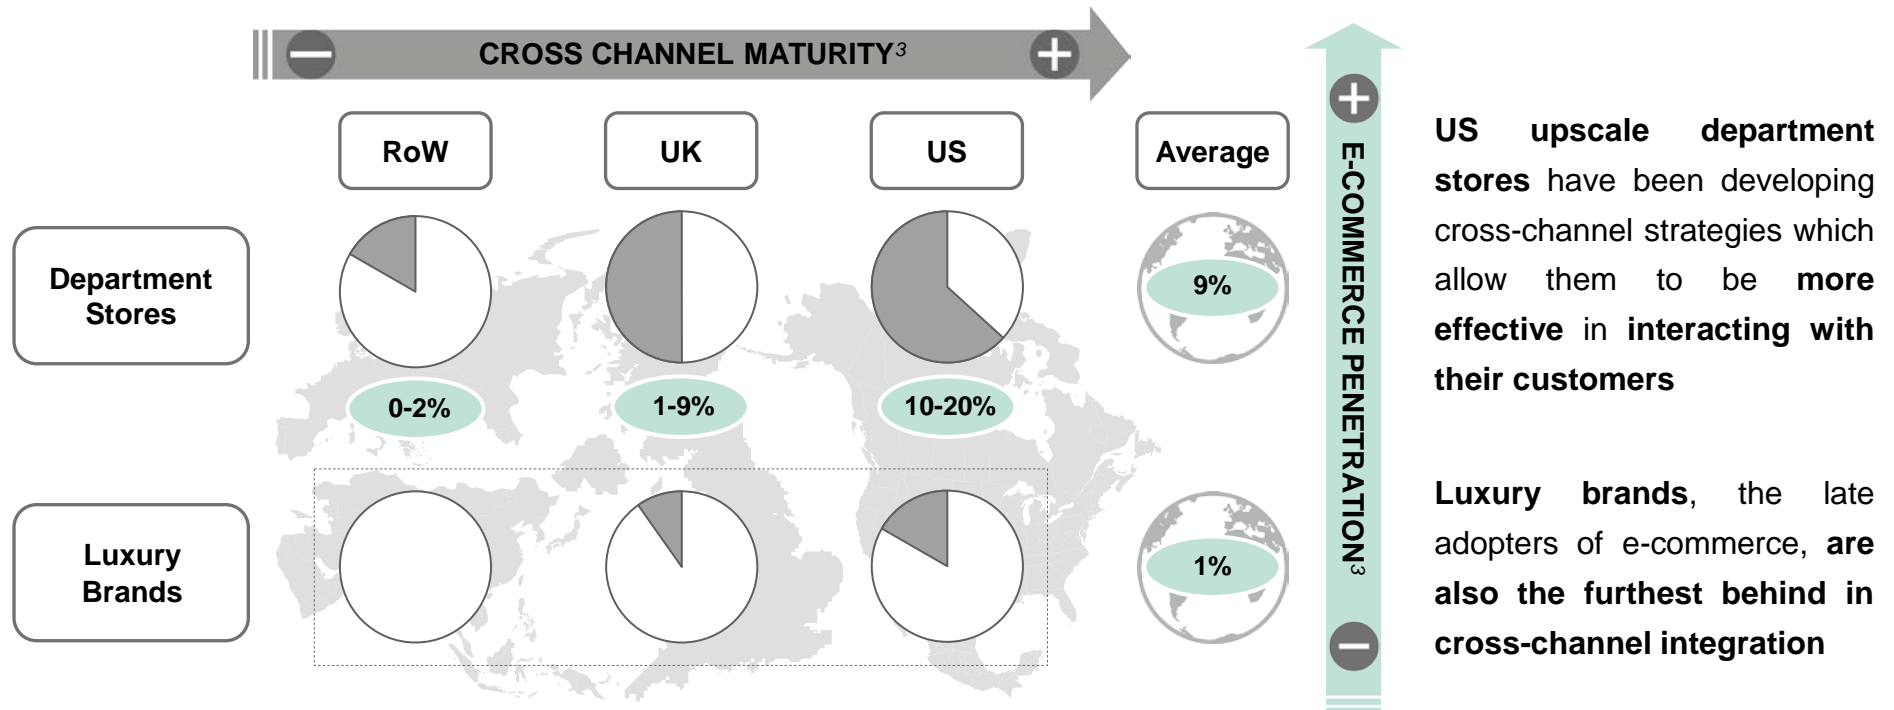 CROSS CHANNEL MATURITY3
RoW
UK
US
Average
Department
Stores
9%
0-2%
1-9%
10-20%
Luxury
Brands
1%
E-COMMERCE PENETRATION3
US upscale department
stores have been developing
cross-channel strategies which
allow them to be more
effective in interacting with
their customers
Luxury brands, the late
adopters of e-commerce, are
also the furthest behind in
cross-channel integration